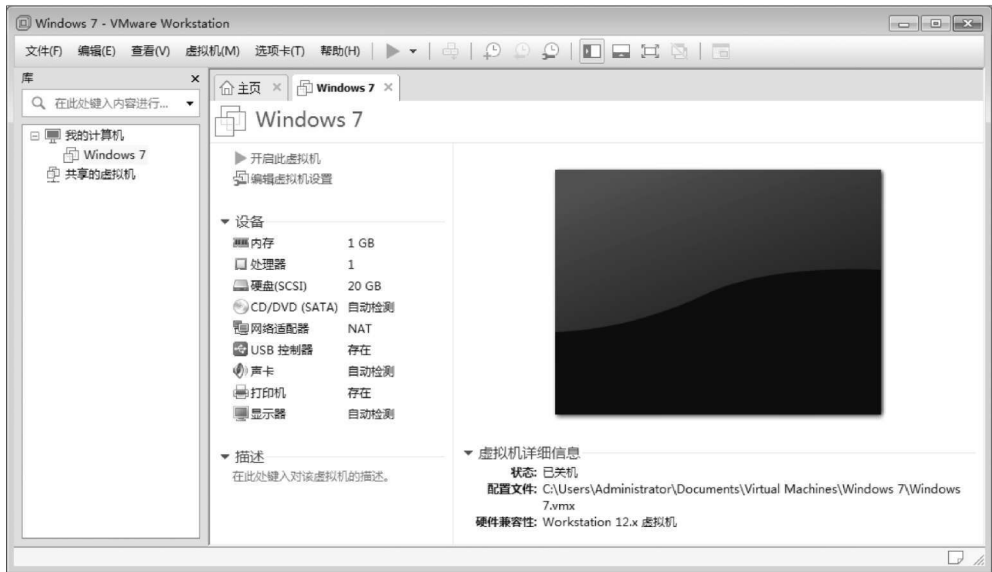 Windows 7 - VMware Workstation
文件(F) 编辑(E) 查看(V) 虚拟机(M) 选项卡(T) 帮助(H)
库
在此处键入内容进行...
我的计算机
Windows 7
共享的虚拟机
主页 Windows 7
Windows 7
开启此虚拟机
编辑虚拟机设置
设备
内存 1 GB
处理器 1
硬盘(SCSI) 20 GB
CD/DVD (SATA) 自动检测
网络适配器 NAT
USB 控制器 存在
声卡 自动检测
打印机 存在
显示器 自动检测
描述
在此处键入对该虚拟机的描述。
虚拟机详细信息
状态: 已关机
配置文件: C:\Users\Administrator\Documents\Virtual Machines\Windows 7\Windows
7.vmx
硬件兼容性: Workstation 12.x 虚拟机